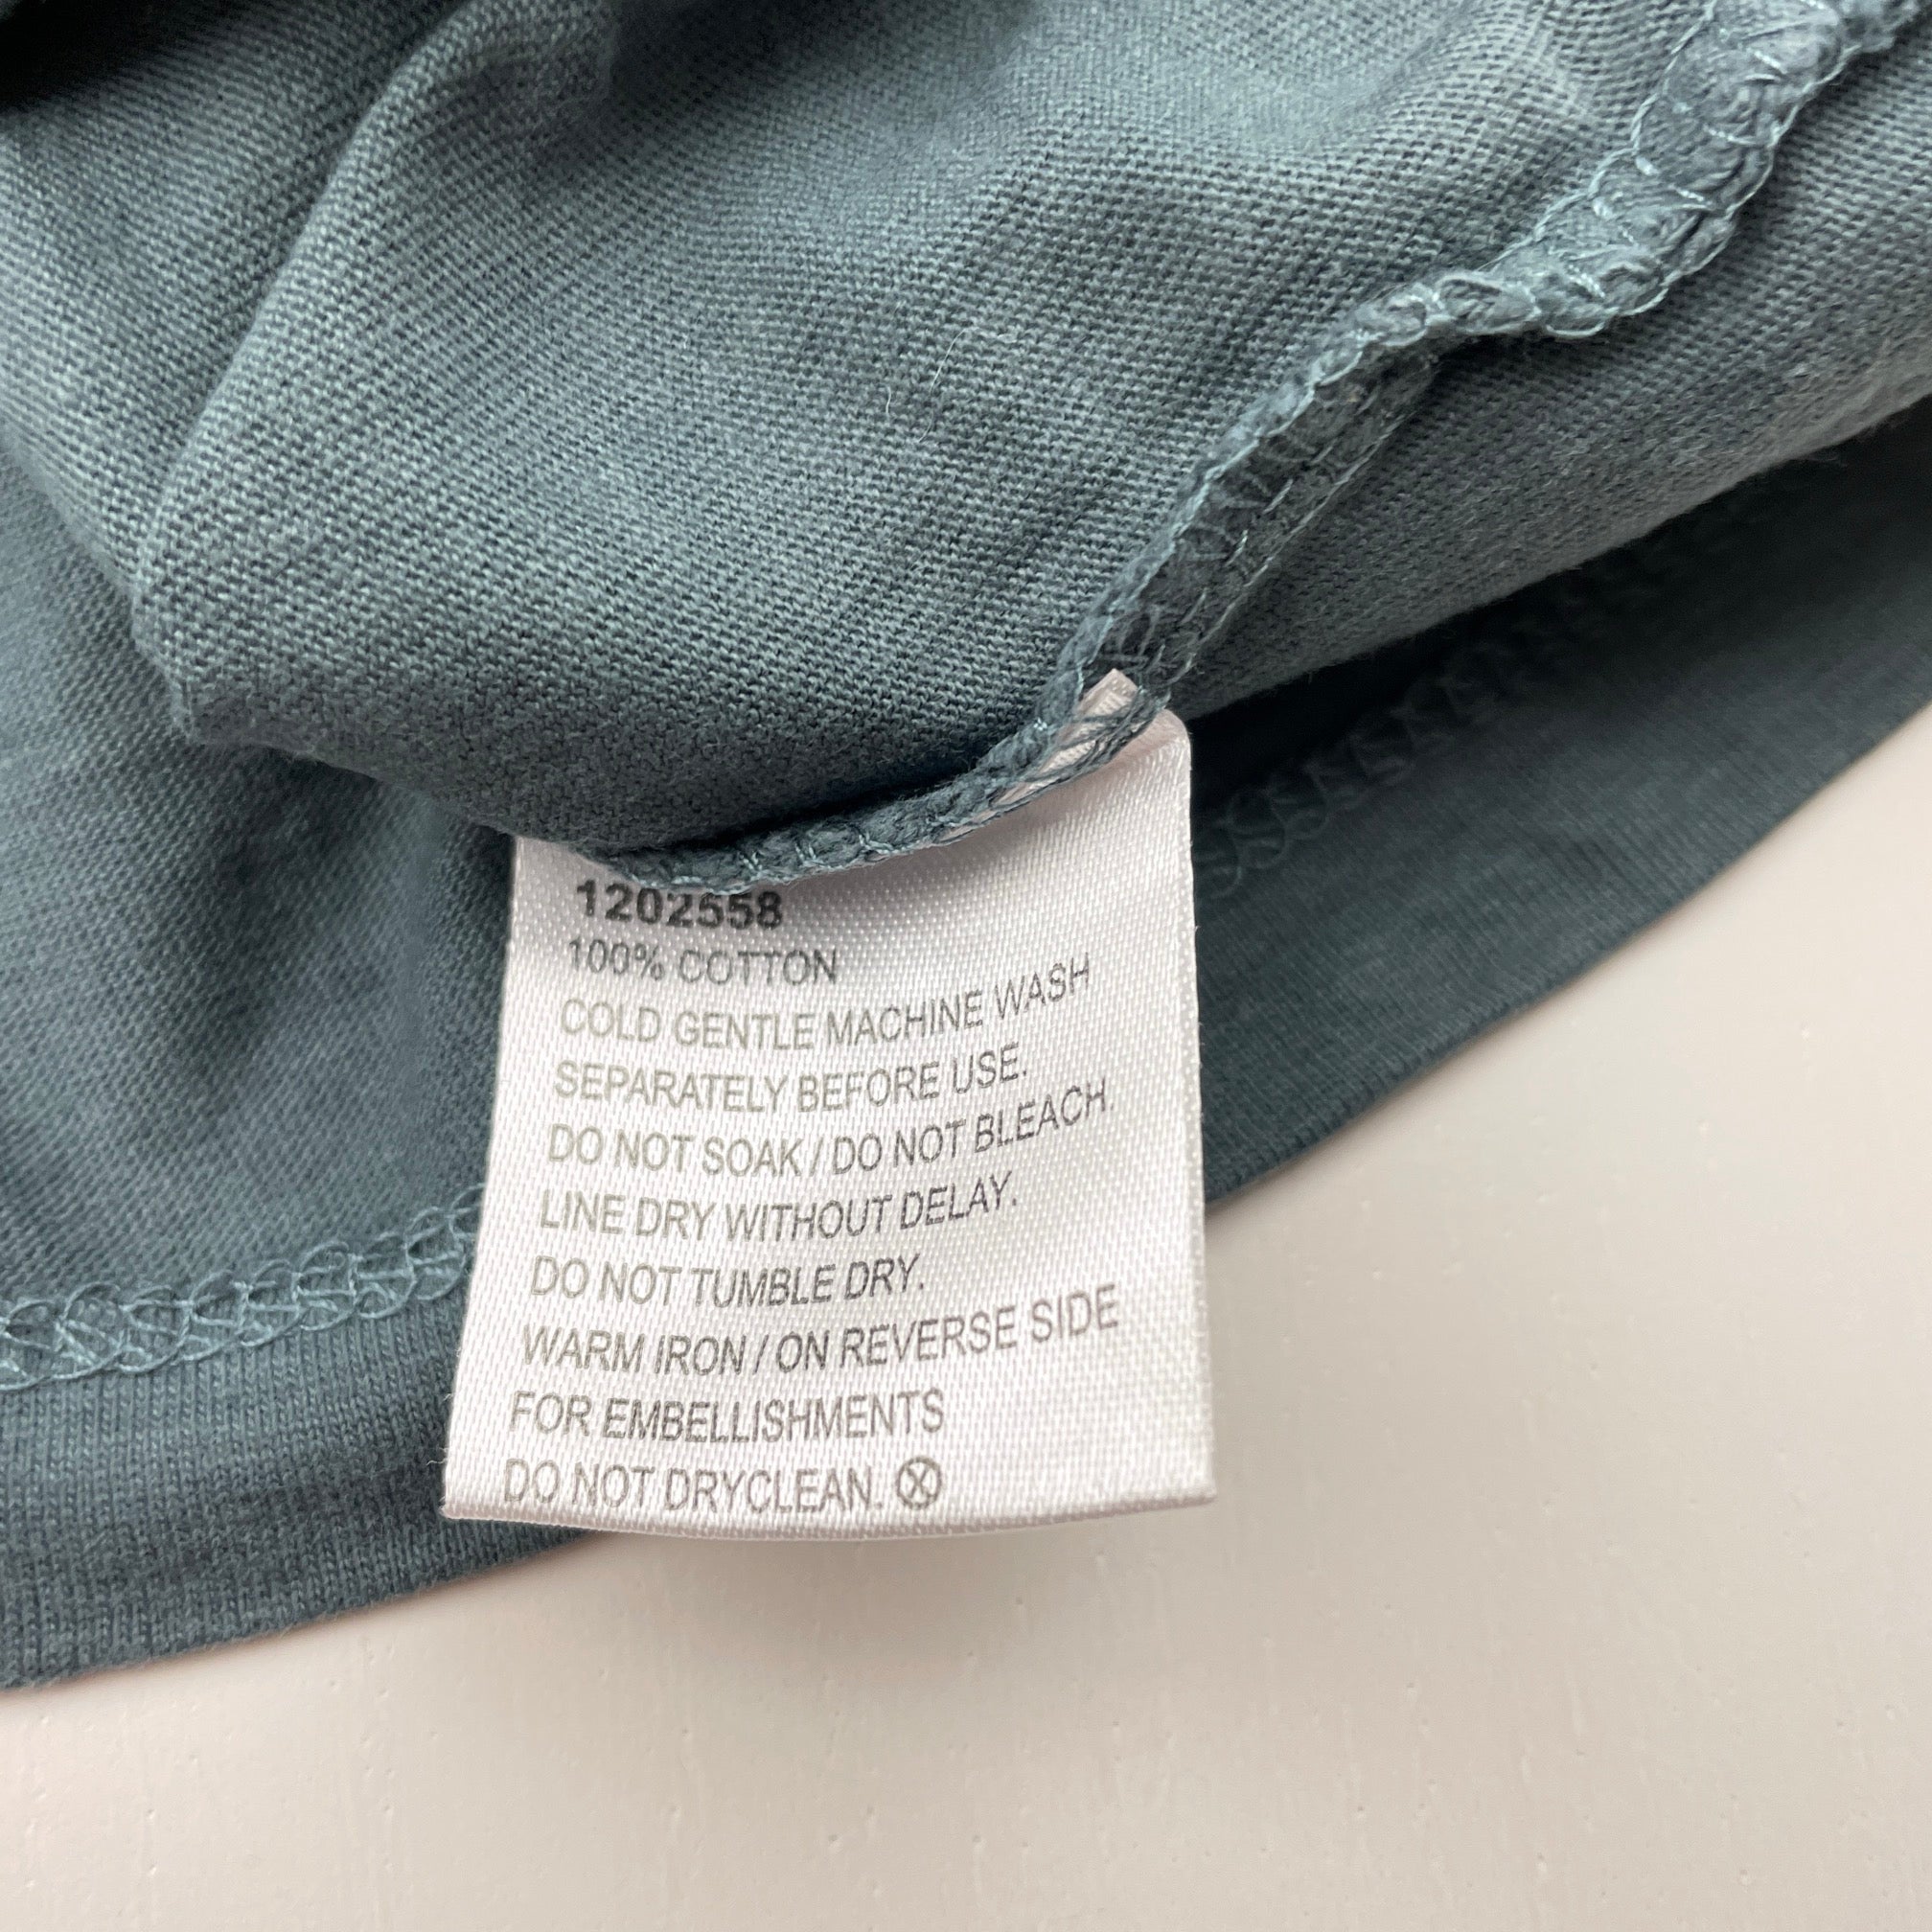 1202558
100% COTTON
COLD GENTLE MACHINE WASH
SEPARATELY BEFORE USE.
DO NOT SOAK / DO NOT BLEACH.
LINE DRY WITHOUT DELAY.
DO NOT TUMBLE DRY.
WARM IRON / ON REVERSE SIDE
FOR EMBELLISHMENTS
DO NOT DRYCLEAN.